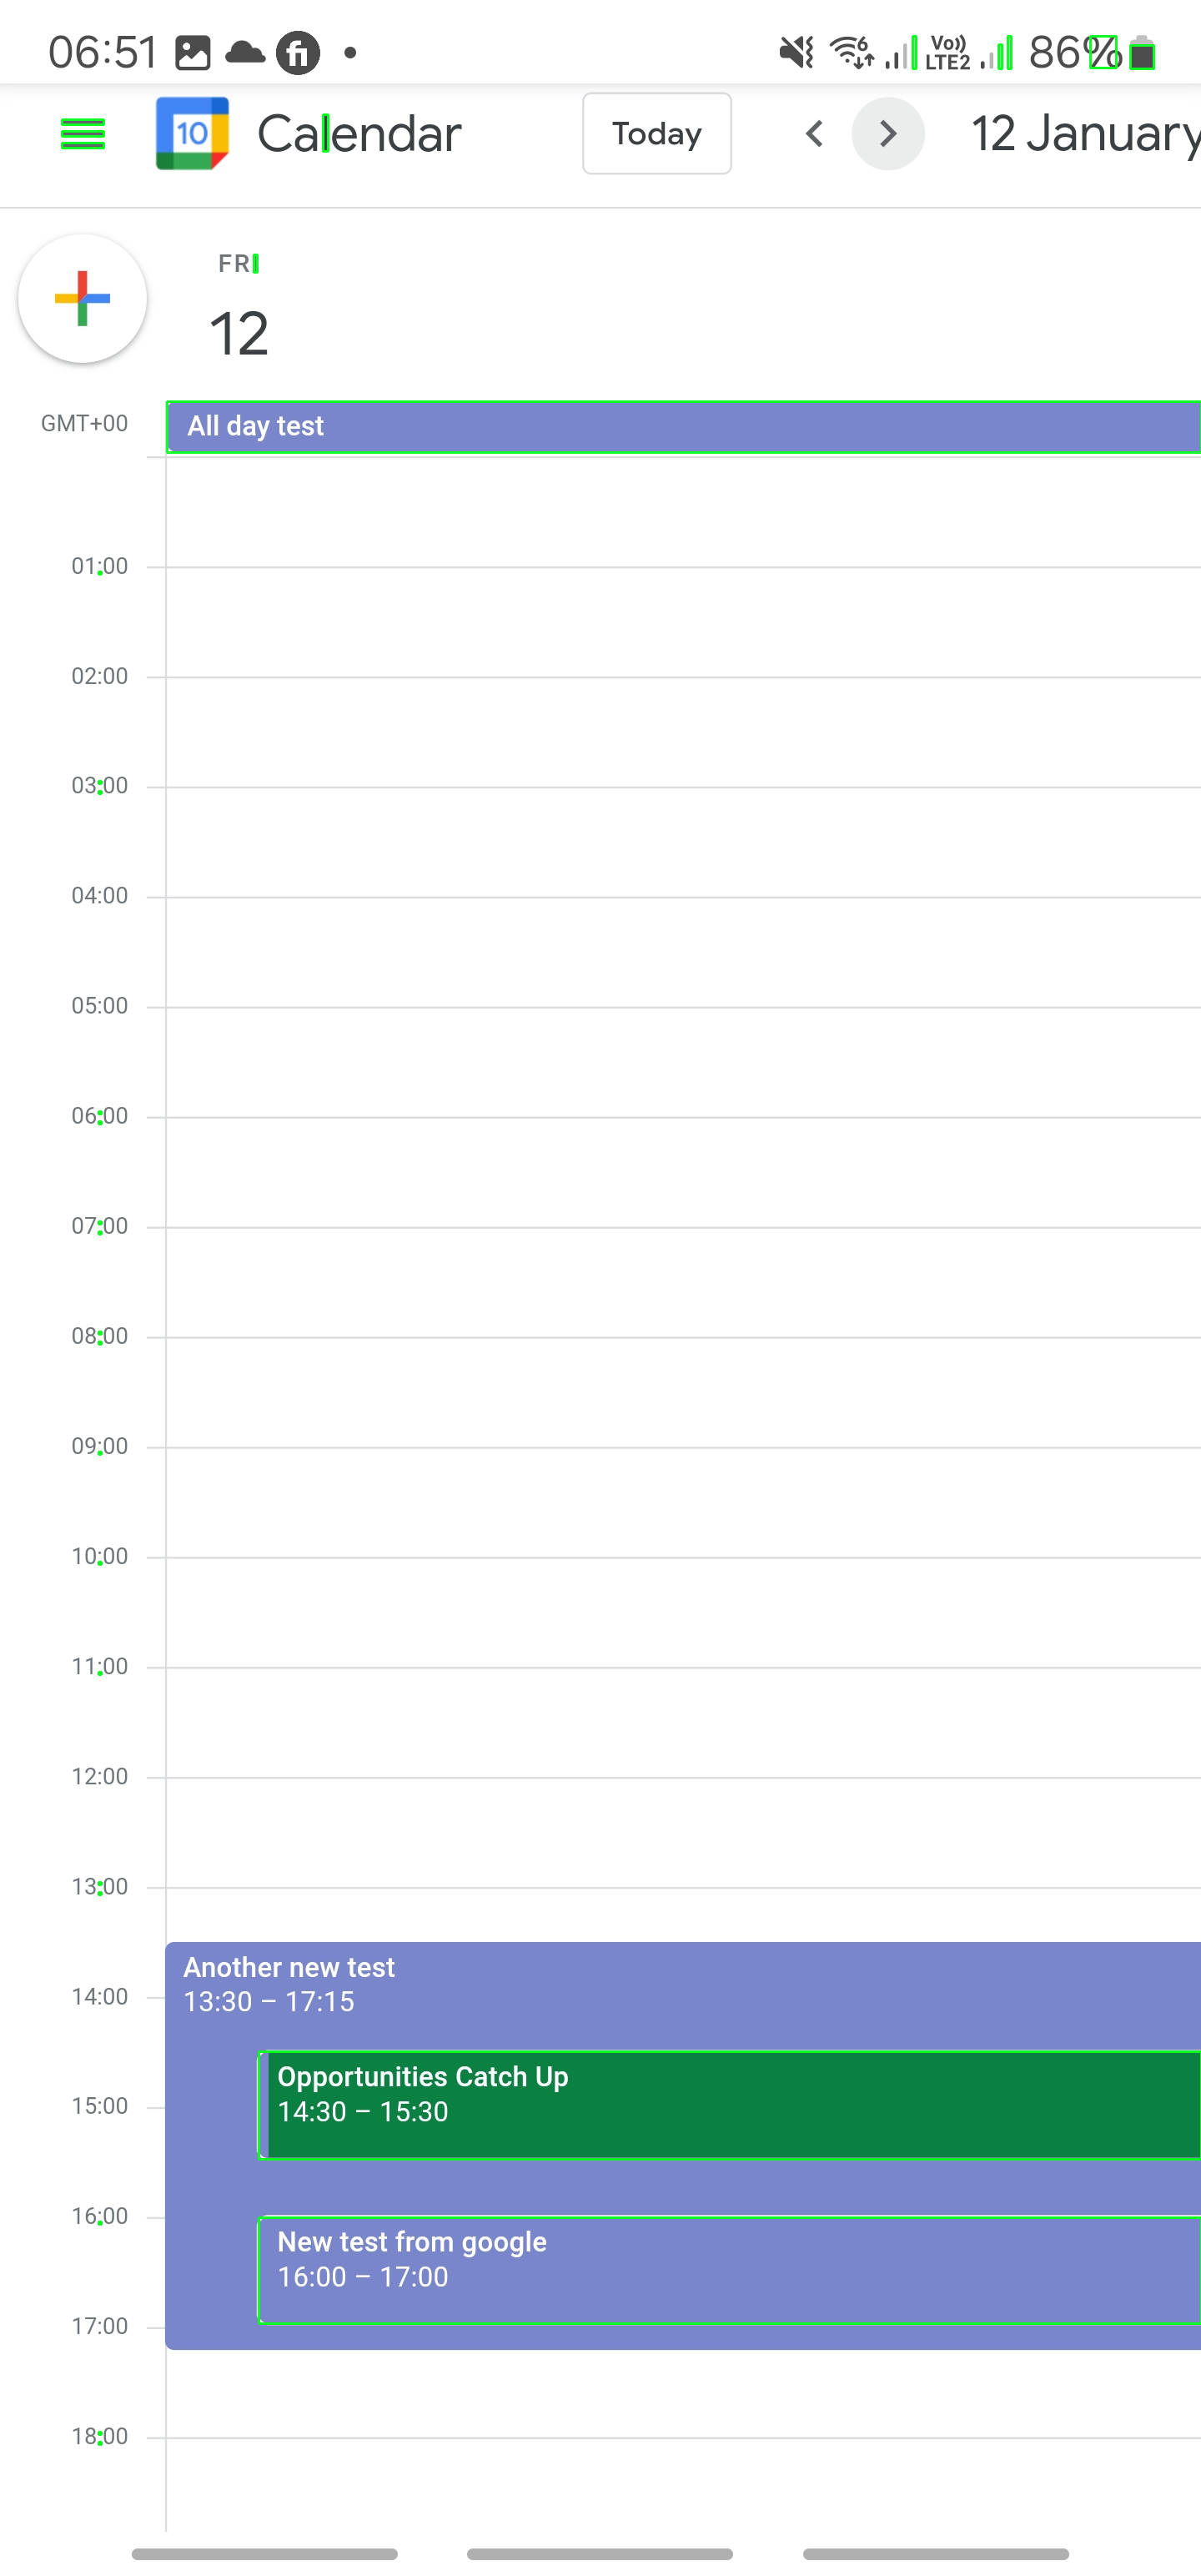 06:51 fi Vo)) LTE2 86%
10 Calendar Today 12 January
FRI
12
GMT+00 All day test
01:00
02:00
03:00
04:00
05:00
06:00
07:00
08:00
09:00
10:00
11:00
12:00
13:00
Another new test
14:00 13:30 – 17:15
Opportunities Catch Up
15:00 14:30 – 15:30
16:00 New test from google
16:00 – 17:00
17:00
18:00